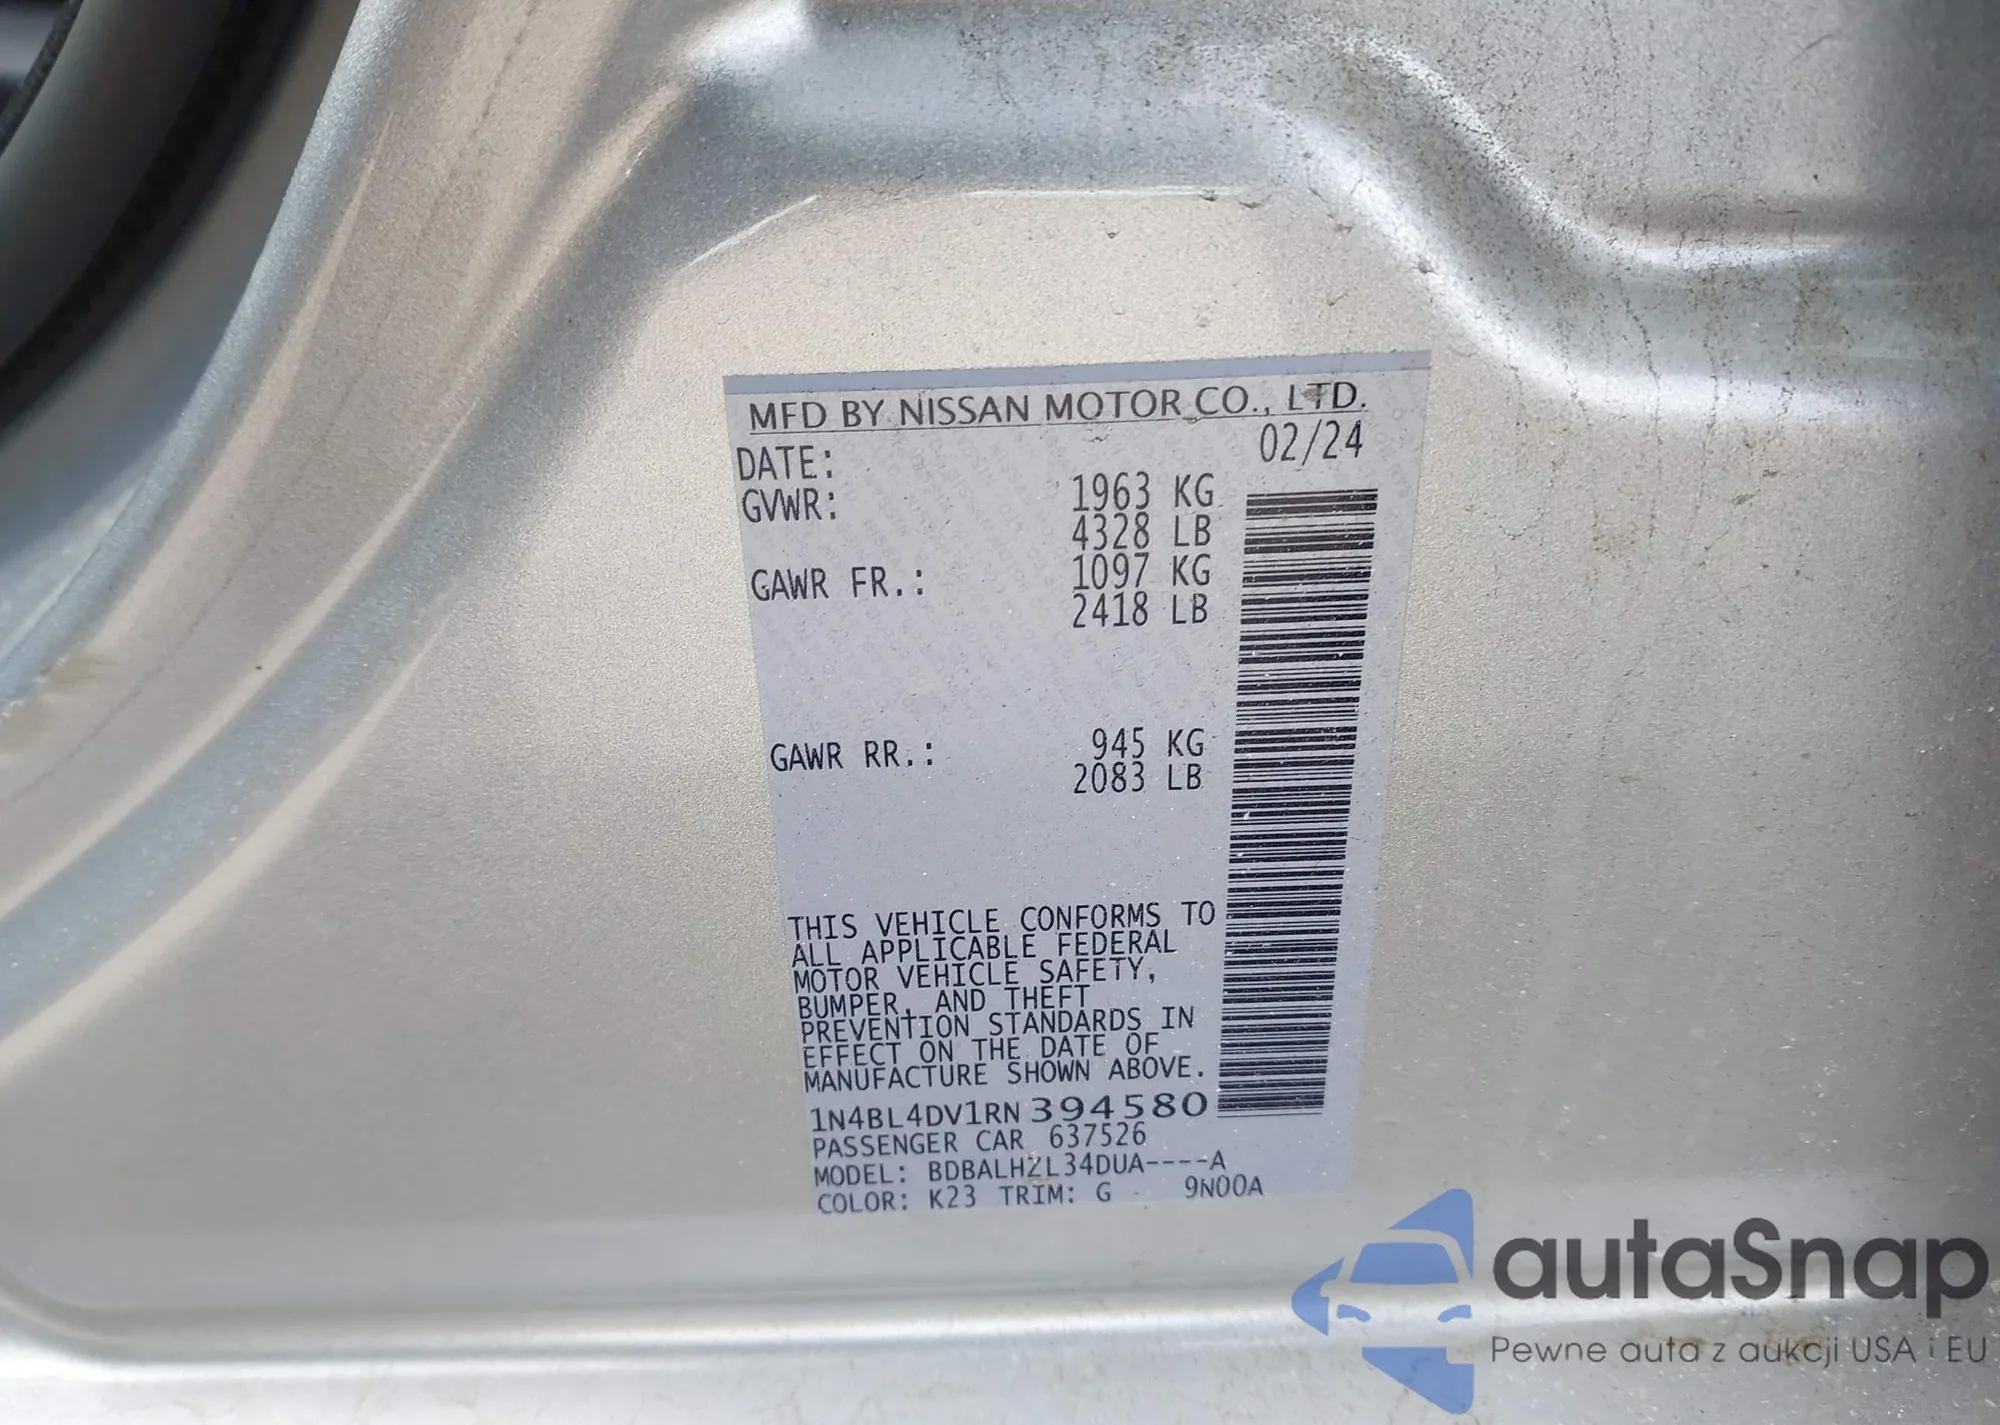 MFD BY NISSAN MOTOR CO., LTD.
DATE: 02/24
GVWR: 1963 KG
4328 LB
GAWR FR.: 1097 KG
2418 LB
GAWR RR.: 945 KG
2083 LB
THIS VEHICLE CONFORMS TO
ALL APPLICABLE FEDERAL
MOTOR VEHICLE SAFETY,
BUMPER, AND THEFT
PREVENTION STANDARDS IN
EFFECT ON THE DATE OF
MANUFACTURE SHOWN ABOVE.
1N4BL4DV1RN394580
PASSENGER CAR 637526
MODEL: BDBALHZL34DUA----A
COLOR: K23 TRIM: G 9N00A
autaSnap
Pewne auta z aukcji USA i EU